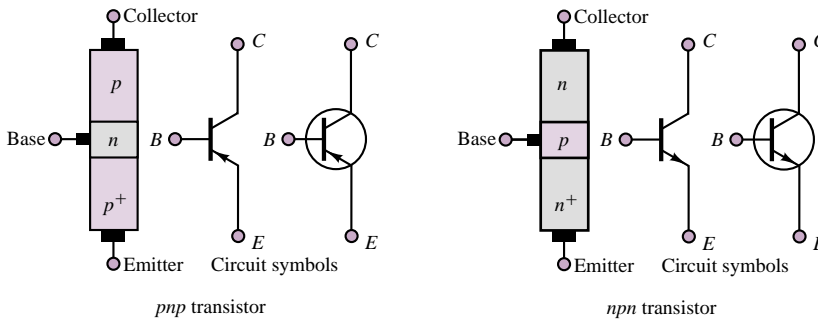 Collector
C
C
p
Base
n
B
B
p+
E
E
Emitter
Circuit symbols
pnp transistor
Collector
C
n
Base
p
B
B
n+
E
Emitter
Circuit symbols
npn transistor